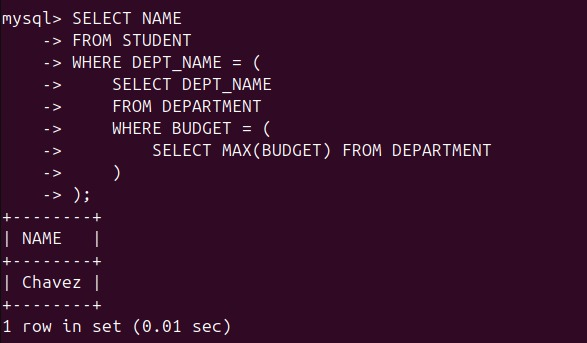 mysql> SELECT NAME
    -> FROM STUDENT
    -> WHERE DEPT_NAME = (
    ->     SELECT DEPT_NAME
    ->     FROM DEPARTMENT
    ->     WHERE BUDGET = (
    ->         SELECT MAX(BUDGET) FROM DEPARTMENT
    ->     )
    -> );
+--------+
| NAME   |
+--------+
| Chavez |
+--------+
1 row in set (0.01 sec)